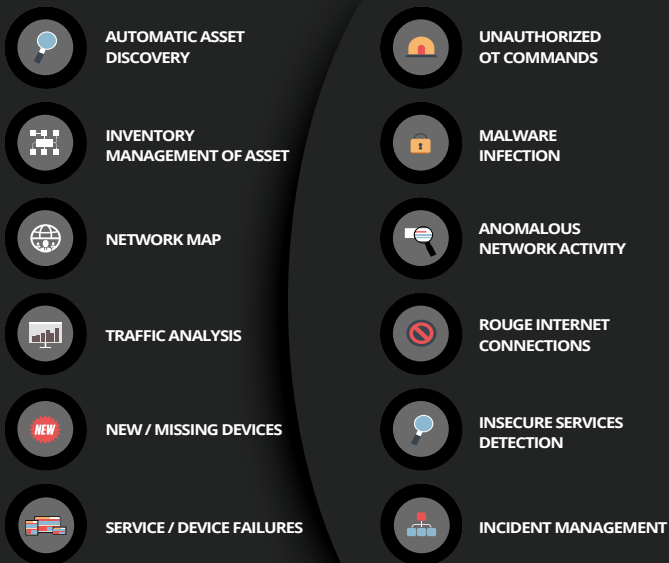 AUTOMATIC ASSET
DISCOVERY
INVENTORY
MANAGEMENT OF ASSET
NETWORK MAP
TRAFFIC ANALYSIS
NEW
NEW / MISSING DEVICES
SERVICE / DEVICE FAILURES
UNAUTHORIZED
OT COMMANDS
MALWARE
INFECTION
ANOMALOUS
NETWORK ACTIVITY
ROUGE INTERNET
CONNECTIONS
INSECURE SERVICES
DETECTION
INCIDENT MANAGEMENT